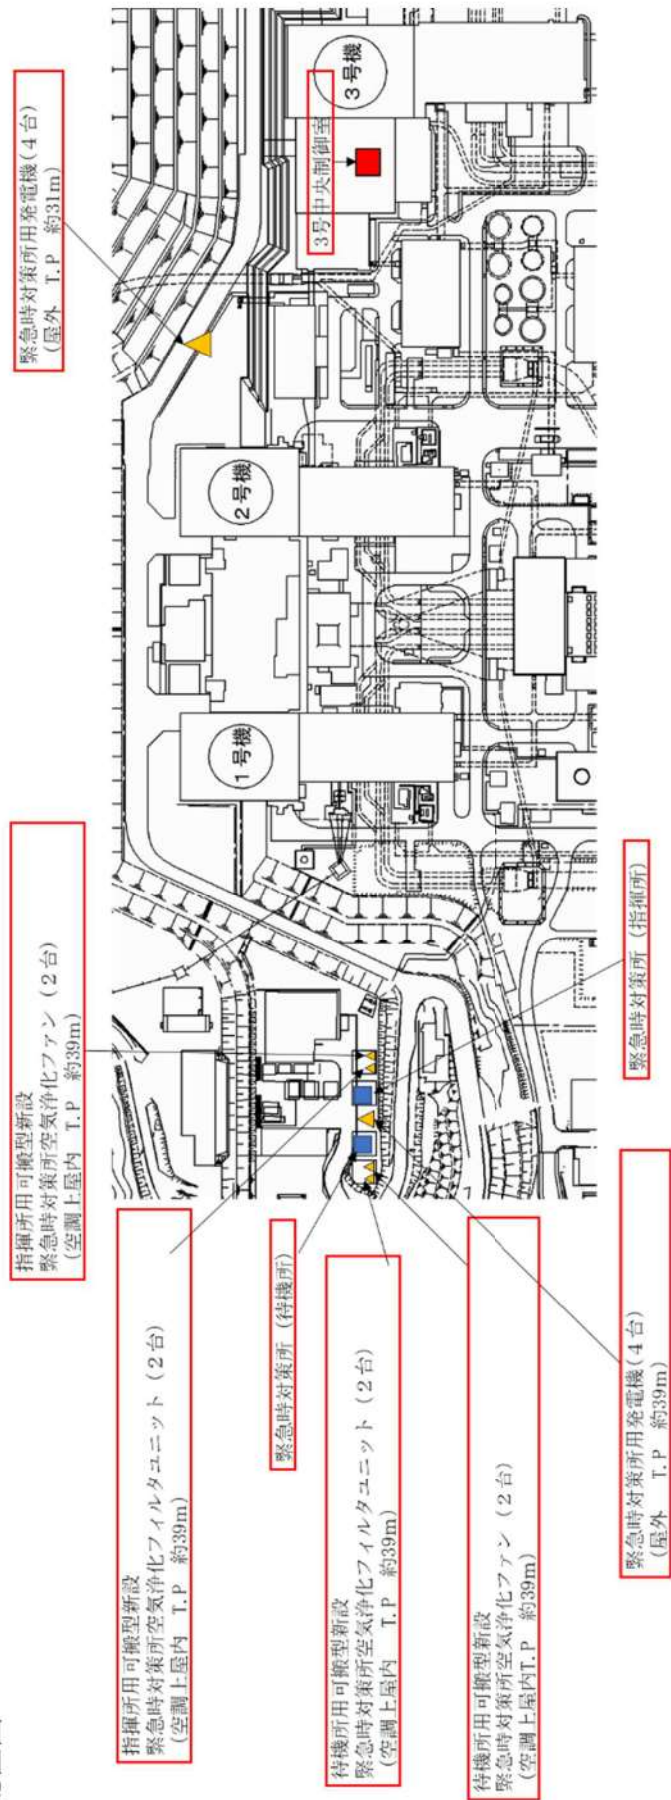 指揮所用可搬型新設
緊急時対策所空気浄化フィルタユニット（2台）
（空調上屋内　T.P　約39m）
緊急時対策所（待機所）
待機所用可搬型新設
緊急時対策所空気浄化フィルタユニット（2台）
（空調上屋内　T.P　約39m）
待機所用可搬型新設
緊急時対策所空気浄化ファン（2台）
（空調上屋内T.P　約39m）
緊急時対策所用発電機(4台)
(屋外　T.P　約39m)
指揮所用可搬型新設
緊急時対策所空気浄化ファン（2台）
（空調上屋内　T.P　約39m）
緊急時対策所（指揮所）
1号機
2号機
緊急時対策所用発電機(4台)
(屋外　T.P　約31m)
3号中央制御室
3号機